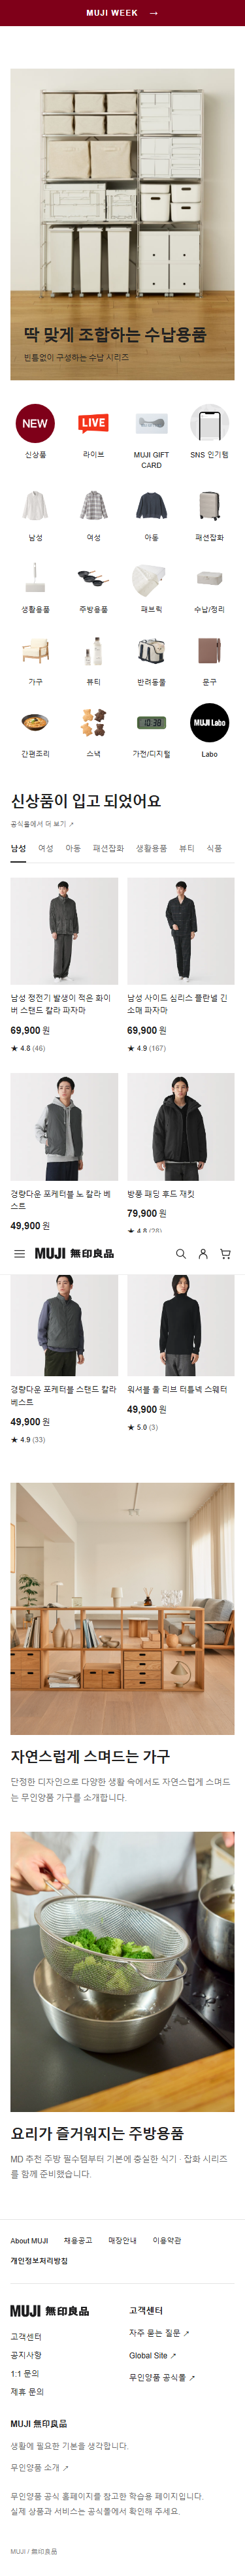 MUJI WEEK →
딱 맞게 조합하는 수납용품
빈틈없이 구성하는 수납 시리즈
NEW
LIVE
신상품
라이브
MUJI GIFT
CARD
SNS 인기템
남성
여성
아동
패션잡화
생활용품
주방용품
패브릭
수납/정리
가구
뷰티
반려동물
문구
10:38
MUJI Labo
간편조리
스낵
가전/디지털
Labo
신상품이 입고 되었어요
공식몰에서 더 보기 ↗
남성 여성 아동 패션잡화 생활용품 뷰티 식품
남성 정전기 발생이 적은 화이
버 스탠드 칼라 파자마
69,900 원
★ 4.8 (46)
남성 사이드 심리스 플란넬 긴
소매 파자마
69,900 원
★ 4.9 (167)
경량다운 포케터블 노 칼라 베
스트
49,900 원
방풍 패딩 후드 재킷
79,900 원
★ 4.8 (28)
MUJI 無印良品
경량다운 포케터블 스탠드 칼라
베스트
49,900 원
★ 4.9 (33)
워셔블 울 리브 터틀넥 스웨터
49,900 원
★ 5.0 (3)
자연스럽게 스며드는 가구
단정한 디자인으로 다양한 생활 속에서도 자연스럽게 스며드
는 무인양품 가구를 소개합니다.
요리가 즐거워지는 주방용품
MD 추천 주방 필수템부터 기본에 충실한 식기 · 잡화 시리즈
를 함께 준비했습니다.
About MUJI 채용공고 매장안내 이용약관
개인정보처리방침
MUJI 無印良品
고객센터
공지사항
1:1 문의
제휴 문의
고객센터
자주 묻는 질문 ↗
Global Site ↗
무인양품 공식몰 ↗
MUJI 無印良品
생활에 필요한 기본을 생각합니다.
무인양품 소개 ↗
무인양품 공식 홈페이지를 참고한 학습용 페이지입니다.
실제 상품과 서비스는 공식몰에서 확인해 주세요.
MUJI / 無印良品